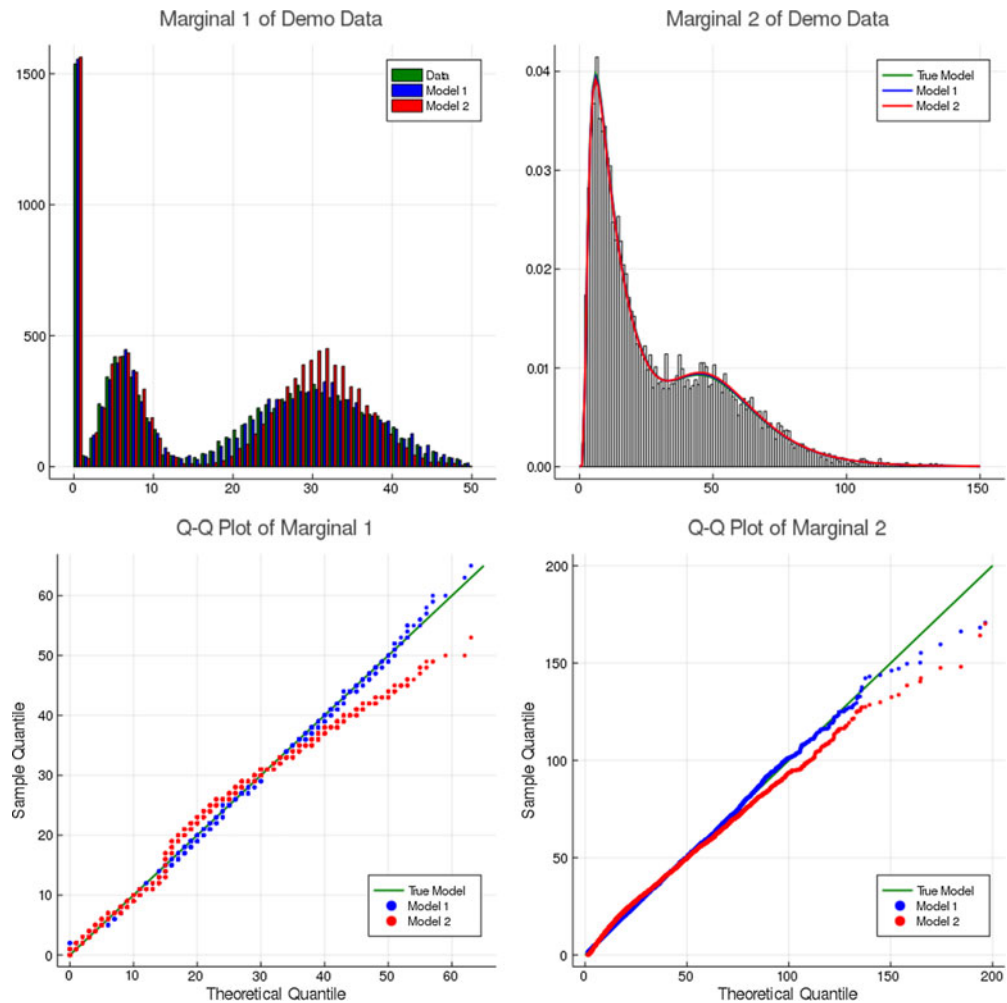 Marginal 1 of Demo Data
1500
1000
500
0
0 10 20 30 40 50
Data
Model 1
Model 2
Marginal 2 of Demo Data
0.04
0.03
0.02
0.01
0.00
0 50 100 150
True Model
Model 1
Model 2
Q-Q Plot of Marginal 1
Sample Quantile
60
50
40
30
20
10
0
0 10 20 30 40 50 60
Theoretical Quantile
True Model
Model 1
Model 2
Q-Q Plot of Marginal 2
Sample Quantile
200
150
100
50
0
0 50 100 150 200
Theoretical Quantile
True Model
Model 1
Model 2